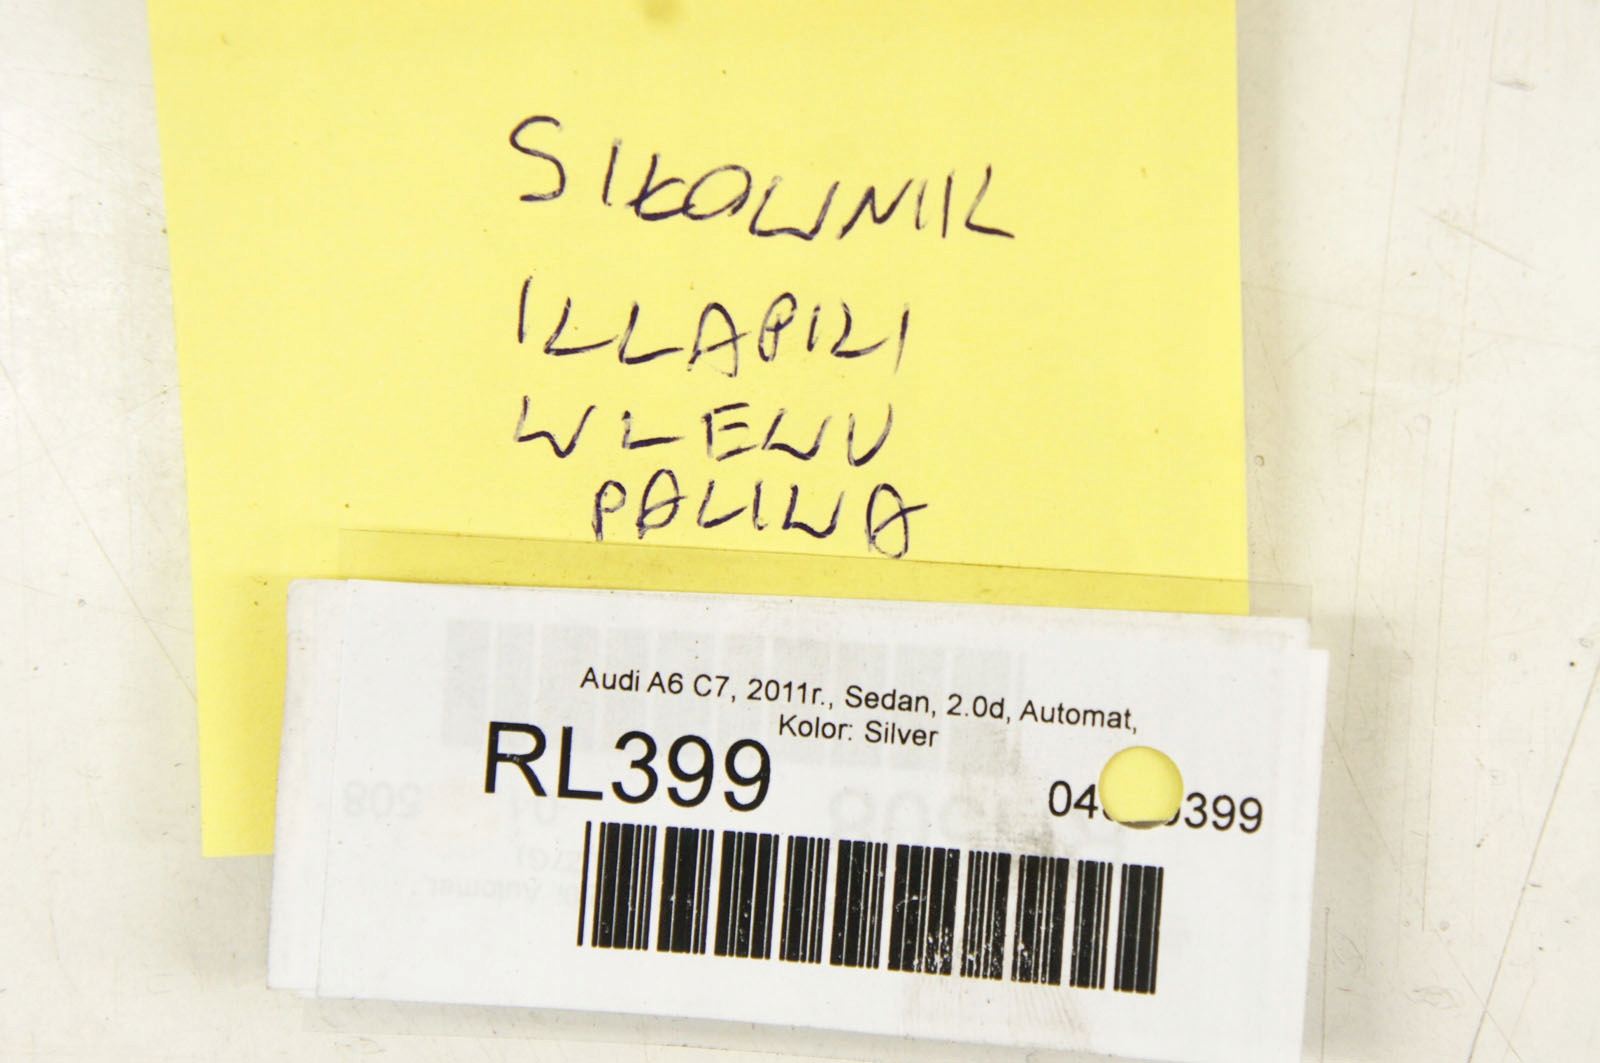 SIŁOWNIK
KLAPKI
WLEWU
PALIWA
Audi A6 C7, 2011r., Sedan, 2.0d, Automat,
Kolor: Silver
RL399